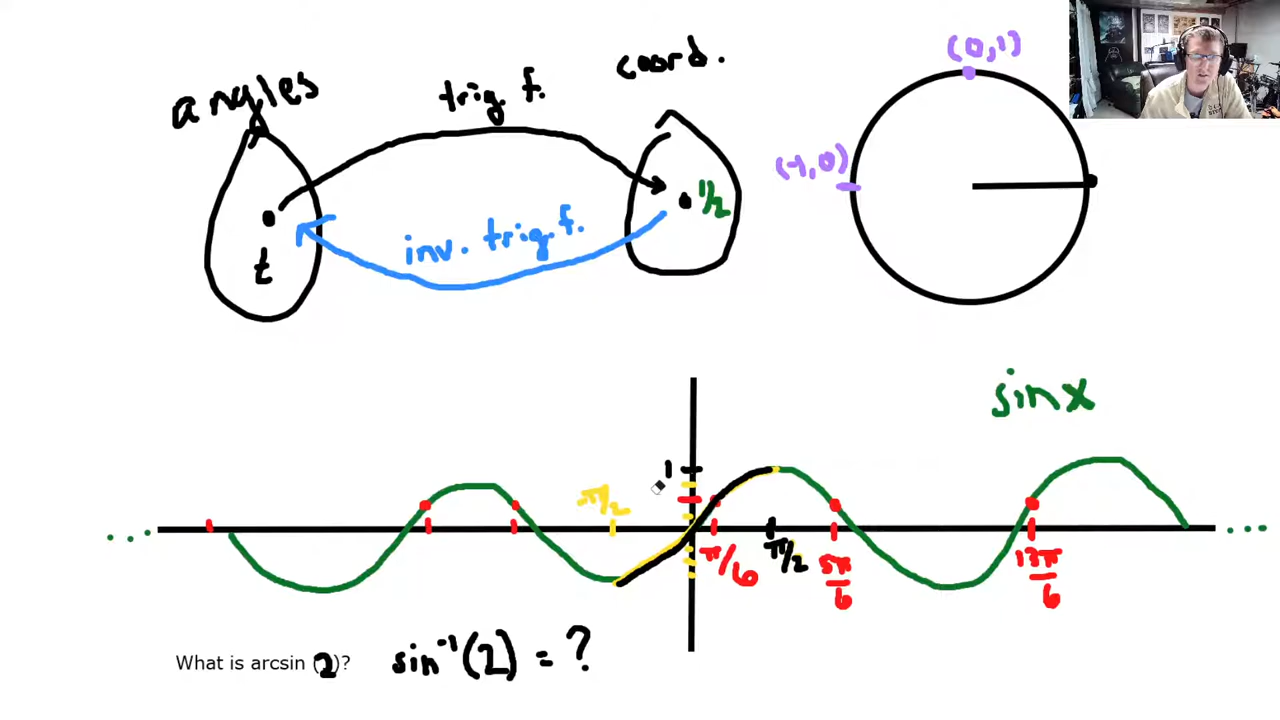 angles
trig. f.
coord.
(0,1)
(-1,0)
1/2
inv. trig. f.
t
sin x
1
-π/2
π/6
π/2
5π/6
13π/6
What is arcsin (2)?
sin⁻¹(2) = ?